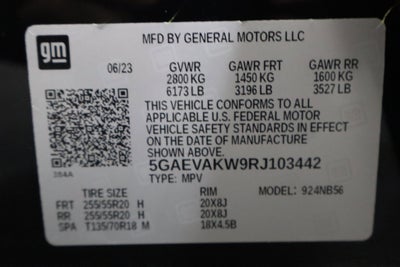 gm
MFD BY GENERAL MOTORS LLC
06/23 GVWR GAWR FRT GAWR RR
2800 KG 1450 KG 1600 KG
6173 LB 3196 LB 3527 LB
THIS VEHICLE CONFORMS TO ALL
APPLICABLE U.S. FEDERAL MOTOR
VEHICLE SAFETY STANDARDS IN EFFECT
ON THE DATE OF MANUFACTURE
SHOWN ABOVE.
5GAEVAKW9RJ103442
TYPE: MPV
TIRE SIZE RIM MODEL: 924NB56
FRT 255/55R20 H 20X8J
RR 255/55R20 H 20X8J
SPA T135/70R18 M 18X4.5B